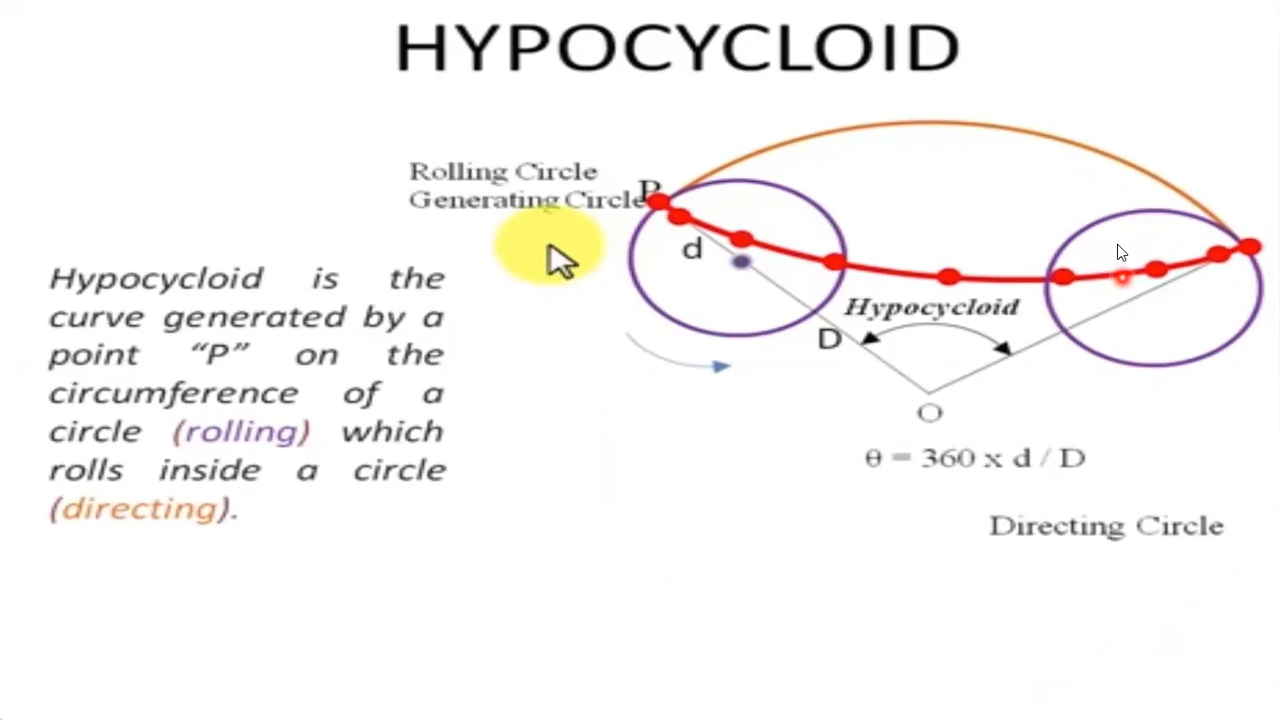 HYPOCYCLOID
Rolling Circle
Generating Circle
P
d
Hypocycloid is the
curve generated by a
point “P” on the
circumference of a
circle (rolling) which
rolls inside a circle
(directing).
Hypocycloid
D
O
θ = 360 x d / D
Directing Circle